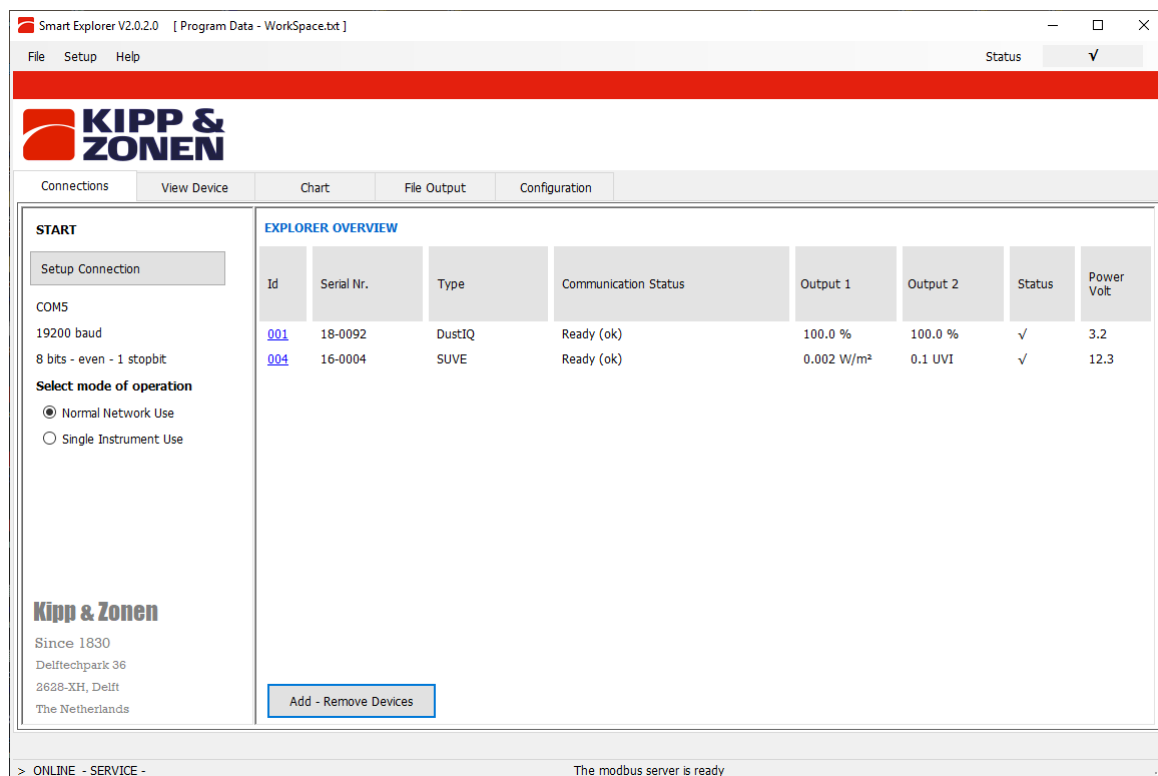 Smart Explorer V2.0.2.0 [ Program Data - WorkSpace.txt ]
File Setup Help Status √
KIPP &
ZONEN
Connections View Device Chart File Output Configuration
START
Setup Connection
COM5
19200 baud
8 bits - even - 1 stopbit
Select mode of operation
Normal Network Use
Single Instrument Use
Kipp & Zonen
Since 1830
Delftechpark 36
2628-XH, Delft
The Netherlands
EXPLORER OVERVIEW
Id Serial Nr. Type Communication Status Output 1 Output 2 Status Power Volt
001 18-0092 DustIQ Ready (ok) 100.0 % 100.0 % √ 3.2
004 16-0004 SUVE Ready (ok) 0.002 W/m² 0.1 UVI √ 12.3
Add - Remove Devices
> ONLINE - SERVICE - The modbus server is ready